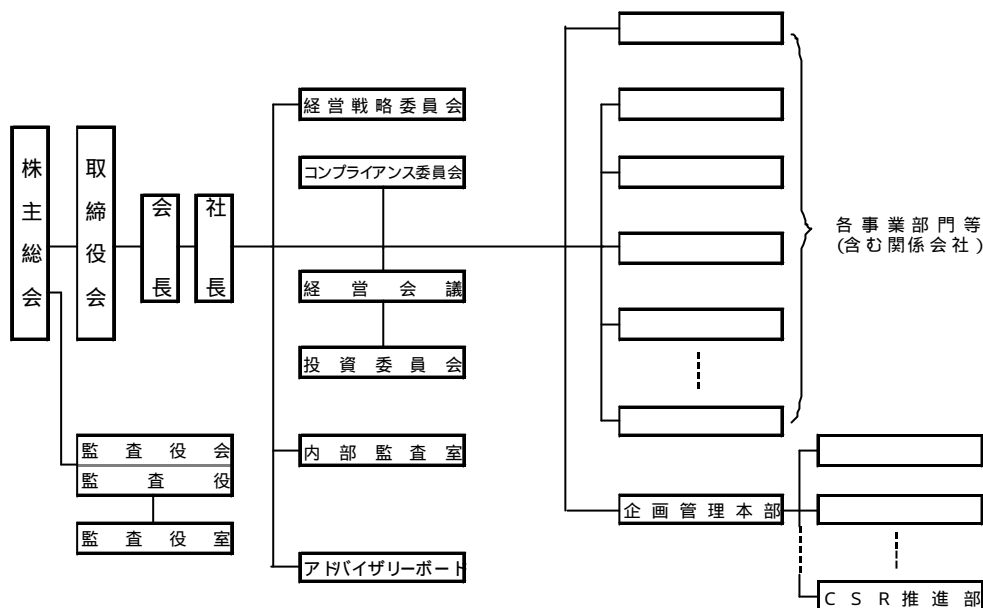 株主総会
取締役会
会長
社長
経営戦略委員会
コンプライアンス委員会
経営会議
投資委員会
内部監査室
アドバイザリーボード
監査役会
監査役
監査役室
各事業部門等
(含む関係会社)
企画管理本部
CSR推進部